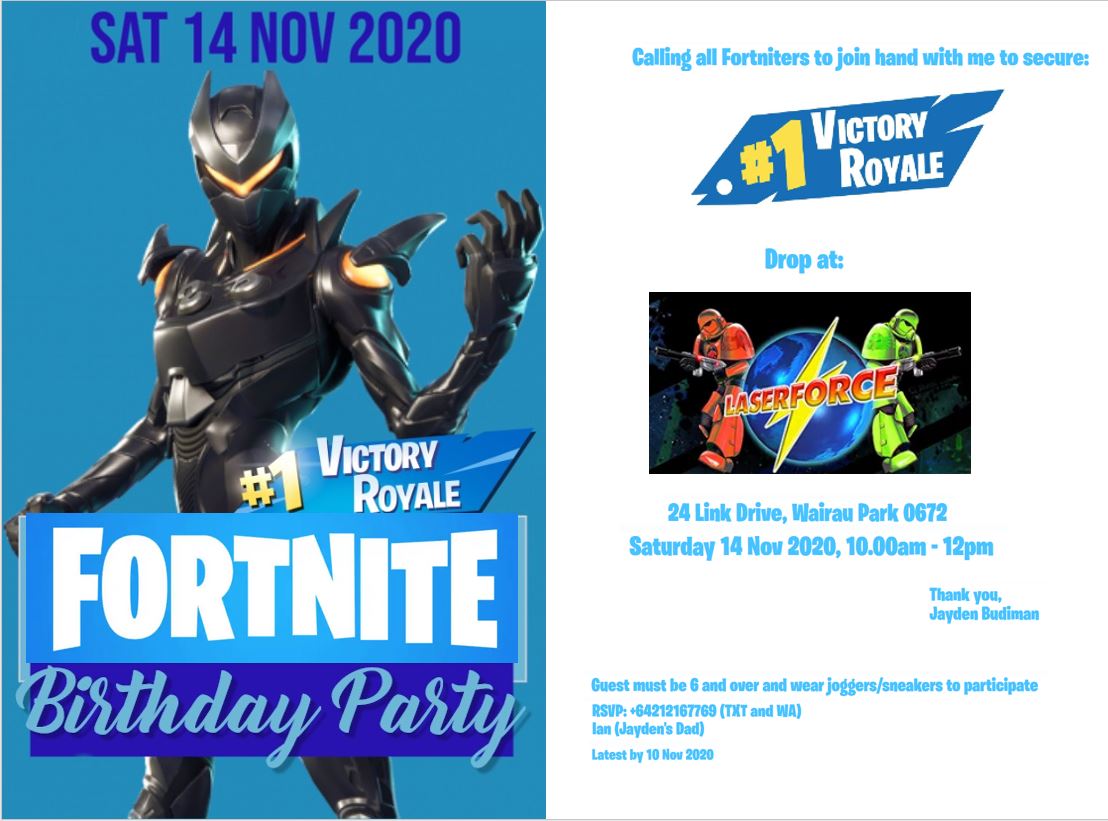 SAT 14 NOV 2020
#1 VICTORY
ROYALE
FORTNITE
Birthday Party
Calling all Fortniters to join hand with me to secure:
#1 VICTORY
ROYALE
Drop at:
LASERFORCE
24 Link Drive, Wairau Park 0672
Saturday 14 Nov 2020, 10.00am - 12pm
Thank you,
Jayden Budiman
Guest must be 6 and over and wear joggers/sneakers to participate
RSVP: +64212167769 (TXT and WA)
Ian (Jayden's Dad)
Latest by 10 Nov 2020